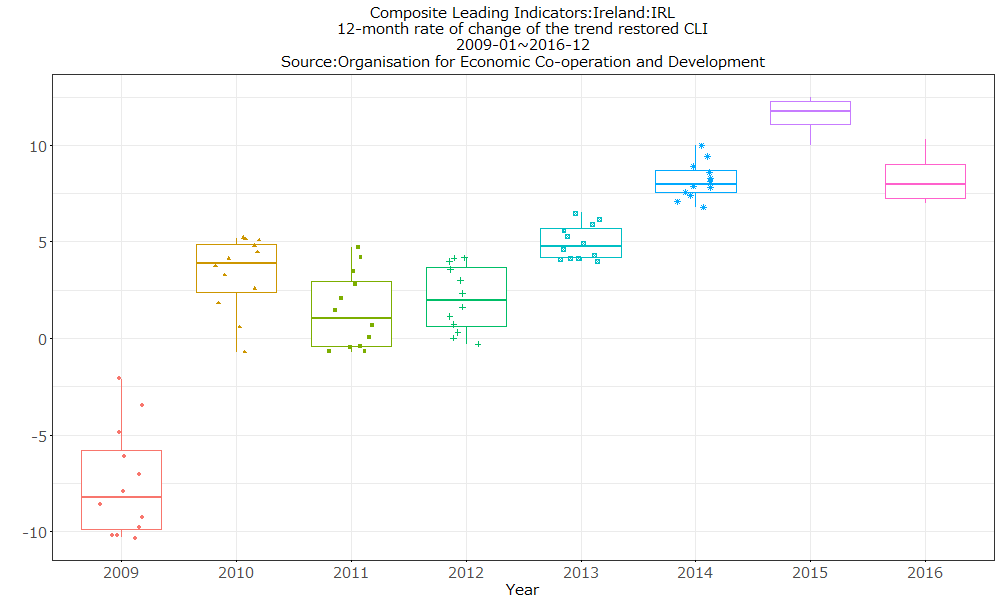 Composite Leading Indicators:Ireland:IRL
12-month rate of change of the trend restored CLI
2009-01~2016-12
Source:Organisation for Economic Co-operation and Development
10
5
0
-5
-10
2009 2010 2011 2012 2013 2014 2015 2016
Year